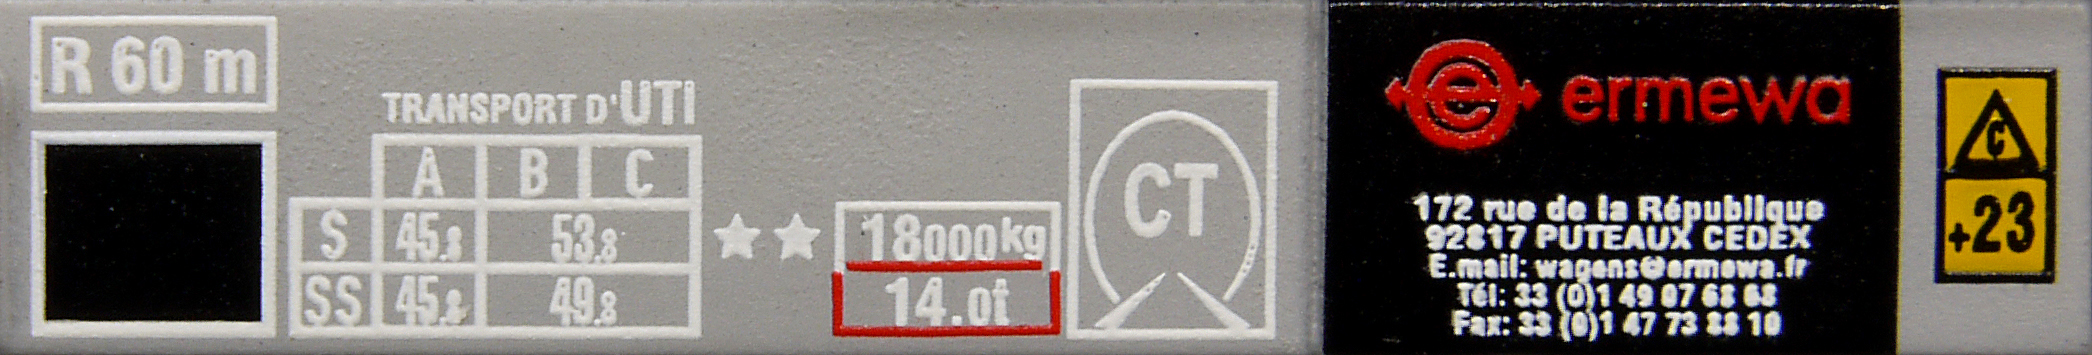 R 60 m
TRANSPORT D'UTI
A B C
S 45.8 53.8
SS 45.8 49.8
★★
18000kg
14.0t
CT
ermewa
172 rue de la République
92817 PUTEAUX CEDEX
E.mail: wagens@ermewa.fr
Tél: 33 (0)1 49 07 68 68
Fax: 33 (0)1 47 73 88 10
C
+23